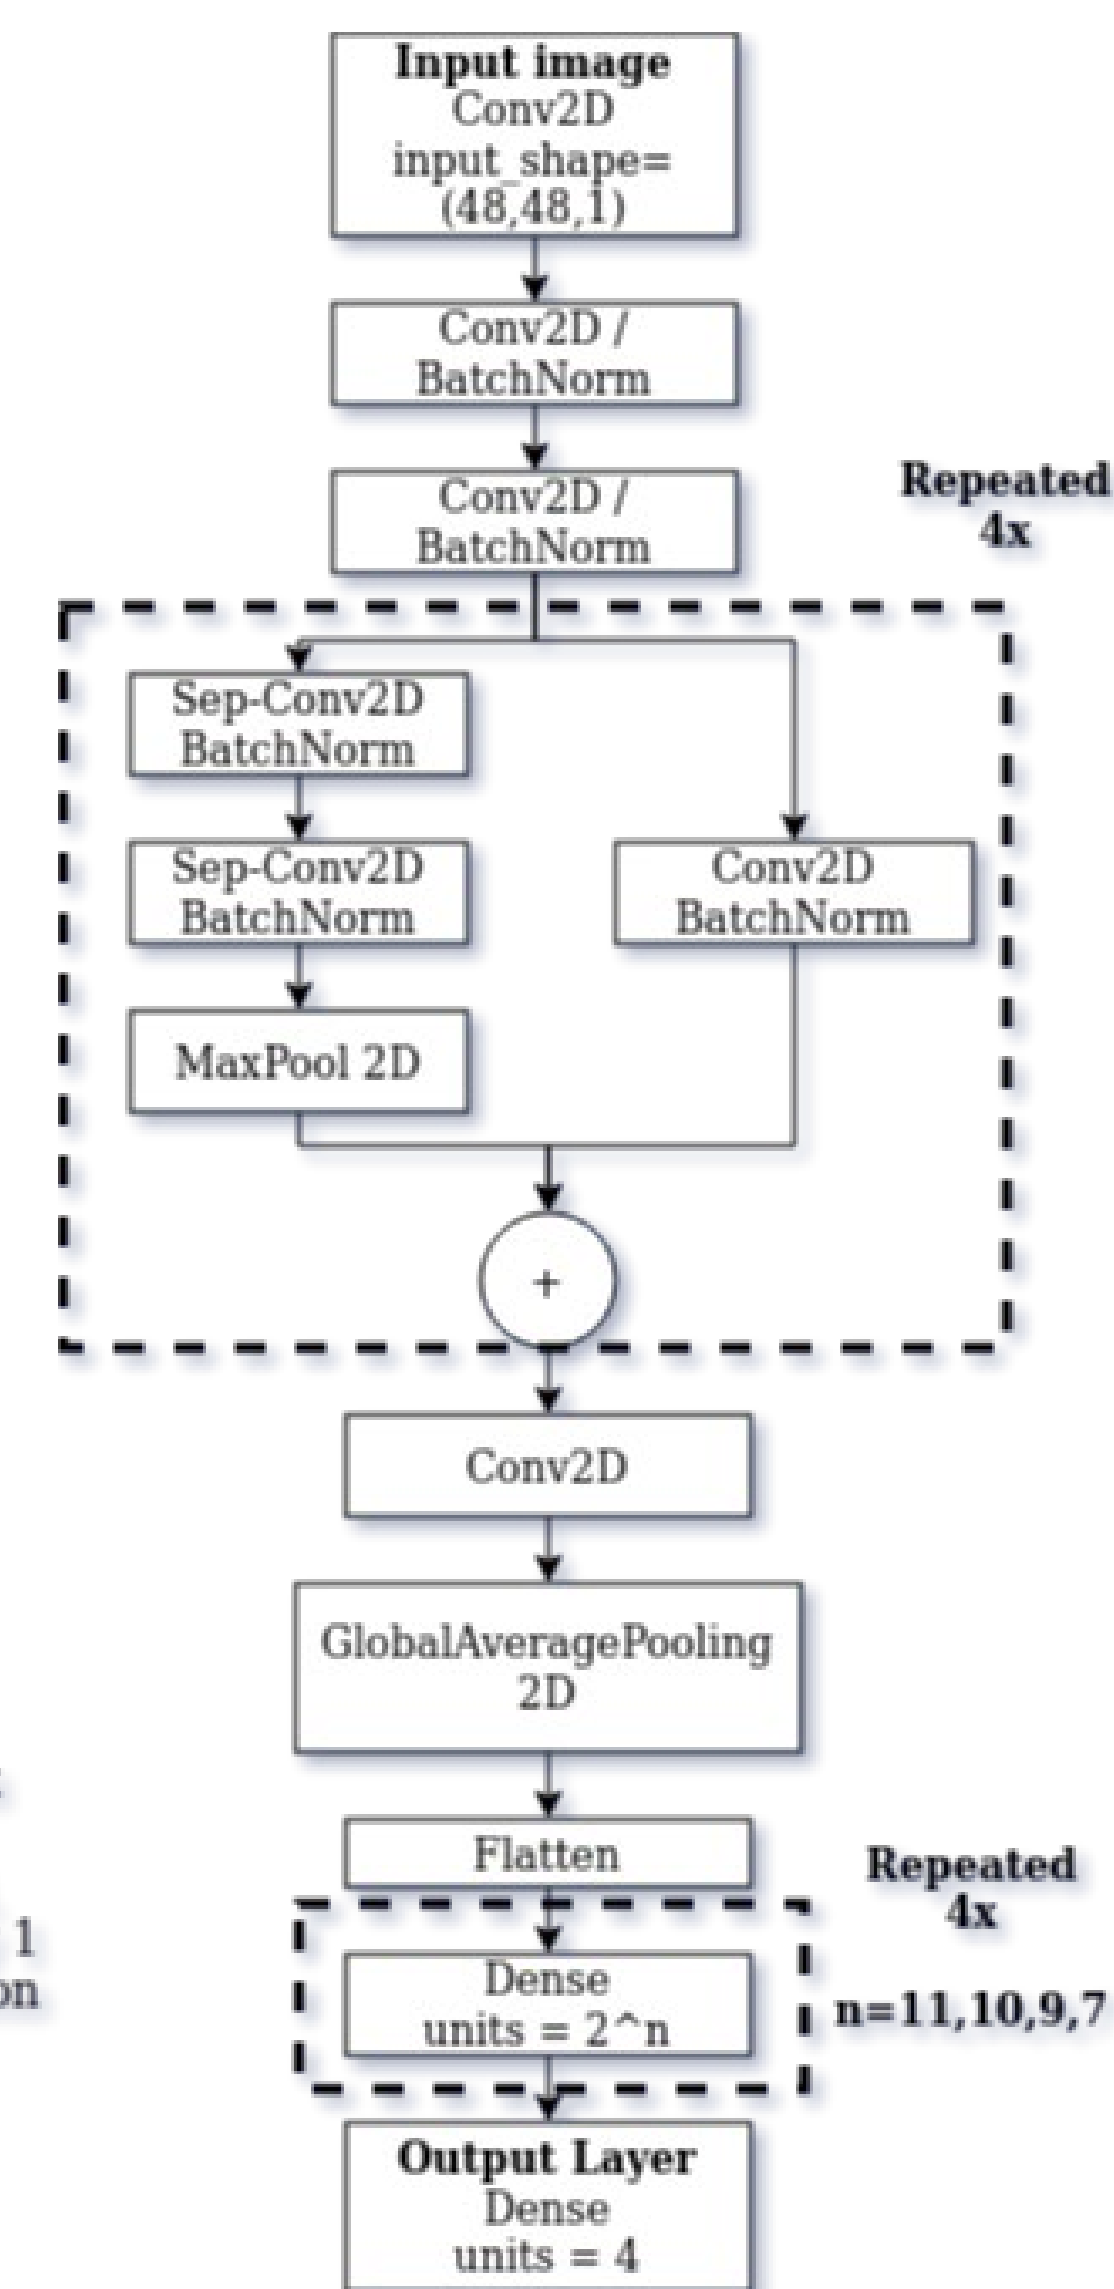 Input image
Conv2D
input_shape=
(48,48,1)
Conv2D /
BatchNorm
Conv2D /
BatchNorm
Repeated
4x
Sep-Conv2D
BatchNorm
Sep-Conv2D
BatchNorm
Conv2D
BatchNorm
MaxPool 2D
+
Conv2D
GlobalAveragePooling
2D
Flatten
Repeated
4x
1
on
Dense
units = 2^n
n=11,10,9,7
Output Layer
Dense
units = 4